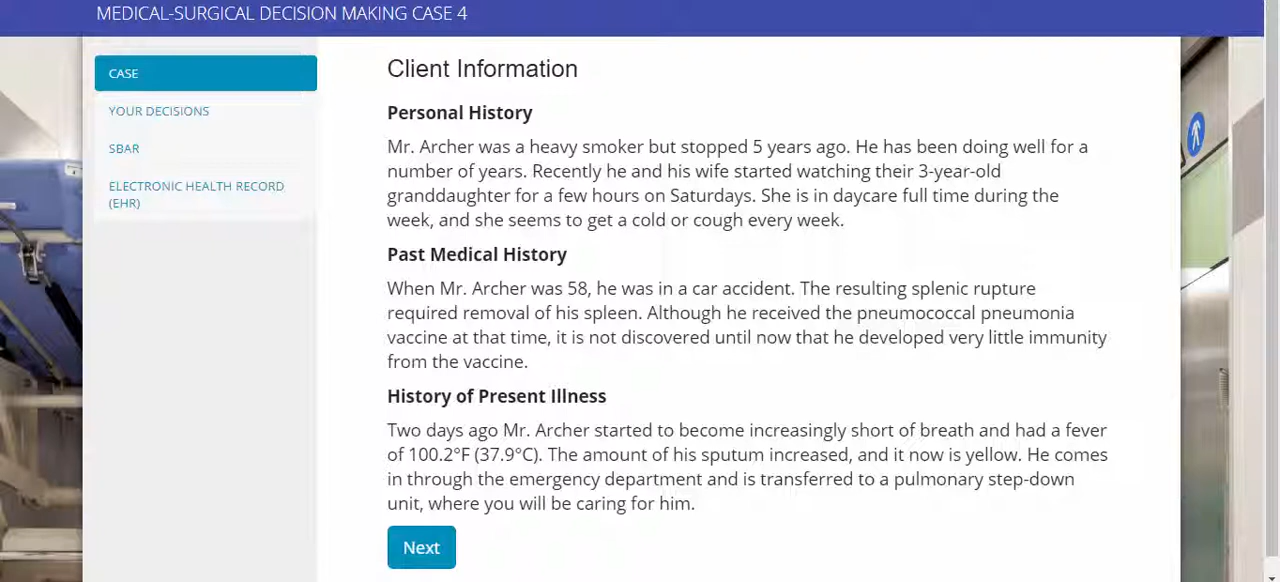 MEDICAL-SURGICAL DECISION MAKING CASE 4
CASE
YOUR DECISIONS
SBAR
ELECTRONIC HEALTH RECORD
(EHR)
Client Information
Personal History
Mr. Archer was a heavy smoker but stopped 5 years ago. He has been doing well for a
number of years. Recently he and his wife started watching their 3-year-old
granddaughter for a few hours on Saturdays. She is in daycare full time during the
week, and she seems to get a cold or cough every week.
Past Medical History
When Mr. Archer was 58, he was in a car accident. The resulting splenic rupture
required removal of his spleen. Although he received the pneumococcal pneumonia
vaccine at that time, it is not discovered until now that he developed very little immunity
from the vaccine.
History of Present Illness
Two days ago Mr. Archer started to become increasingly short of breath and had a fever
of 100.2°F (37.9°C). The amount of his sputum increased, and it now is yellow. He comes
in through the emergency department and is transferred to a pulmonary step-down
unit, where you will be caring for him.
Next